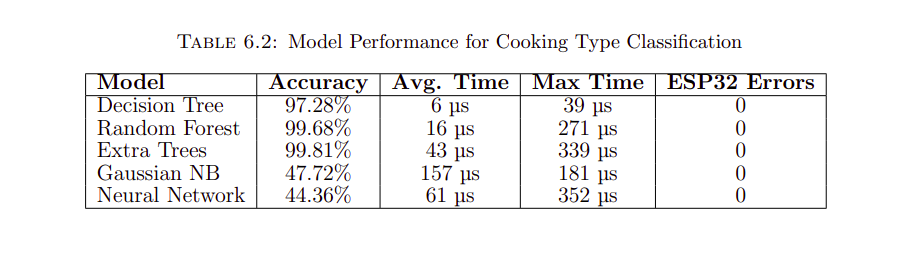 TABLE 6.2: Model Performance for Cooking Type Classification
Model Accuracy Avg. Time Max Time ESP32 Errors
Decision Tree 97.28% 6 µs 39 µs 0
Random Forest 99.68% 16 µs 271 µs 0
Extra Trees 99.81% 43 µs 339 µs 0
Gaussian NB 47.72% 157 µs 181 µs 0
Neural Network 44.36% 61 µs 352 µs 0